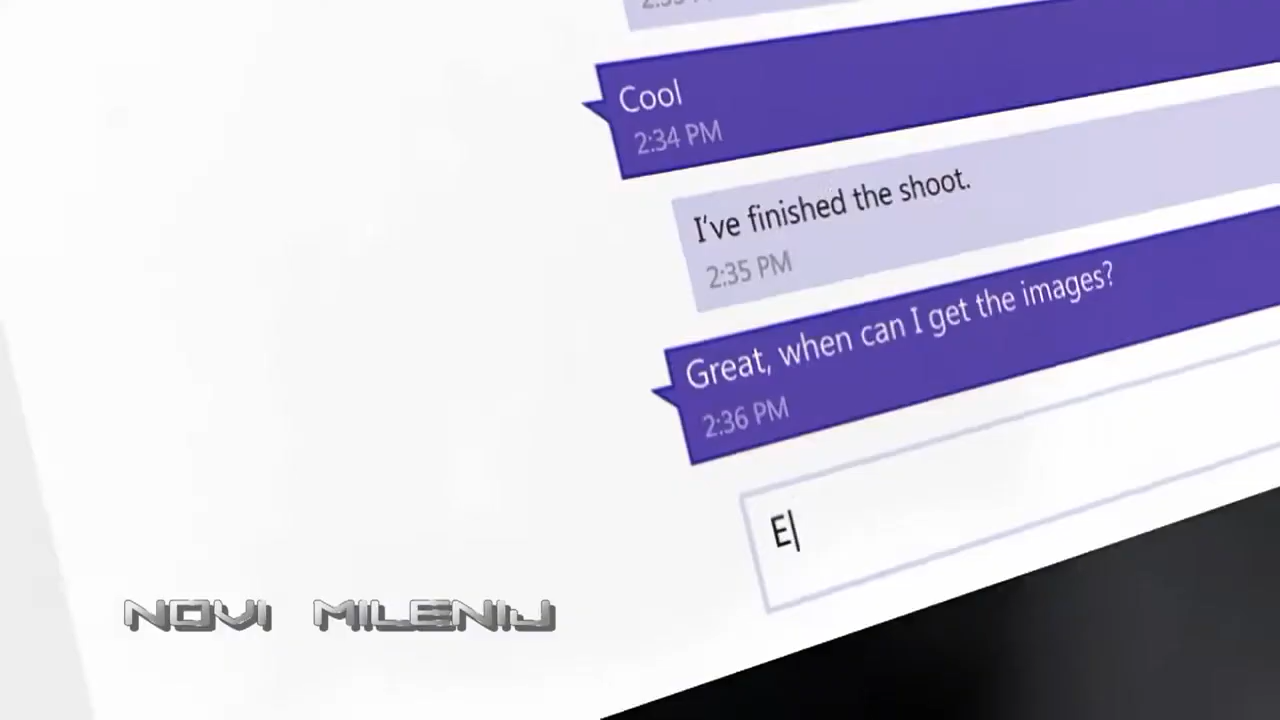 Cool
2:34 PM
I've finished the shoot.
2:35 PM
Great, when can I get the images?
2:36 PM
E
NOVI MILENIJ